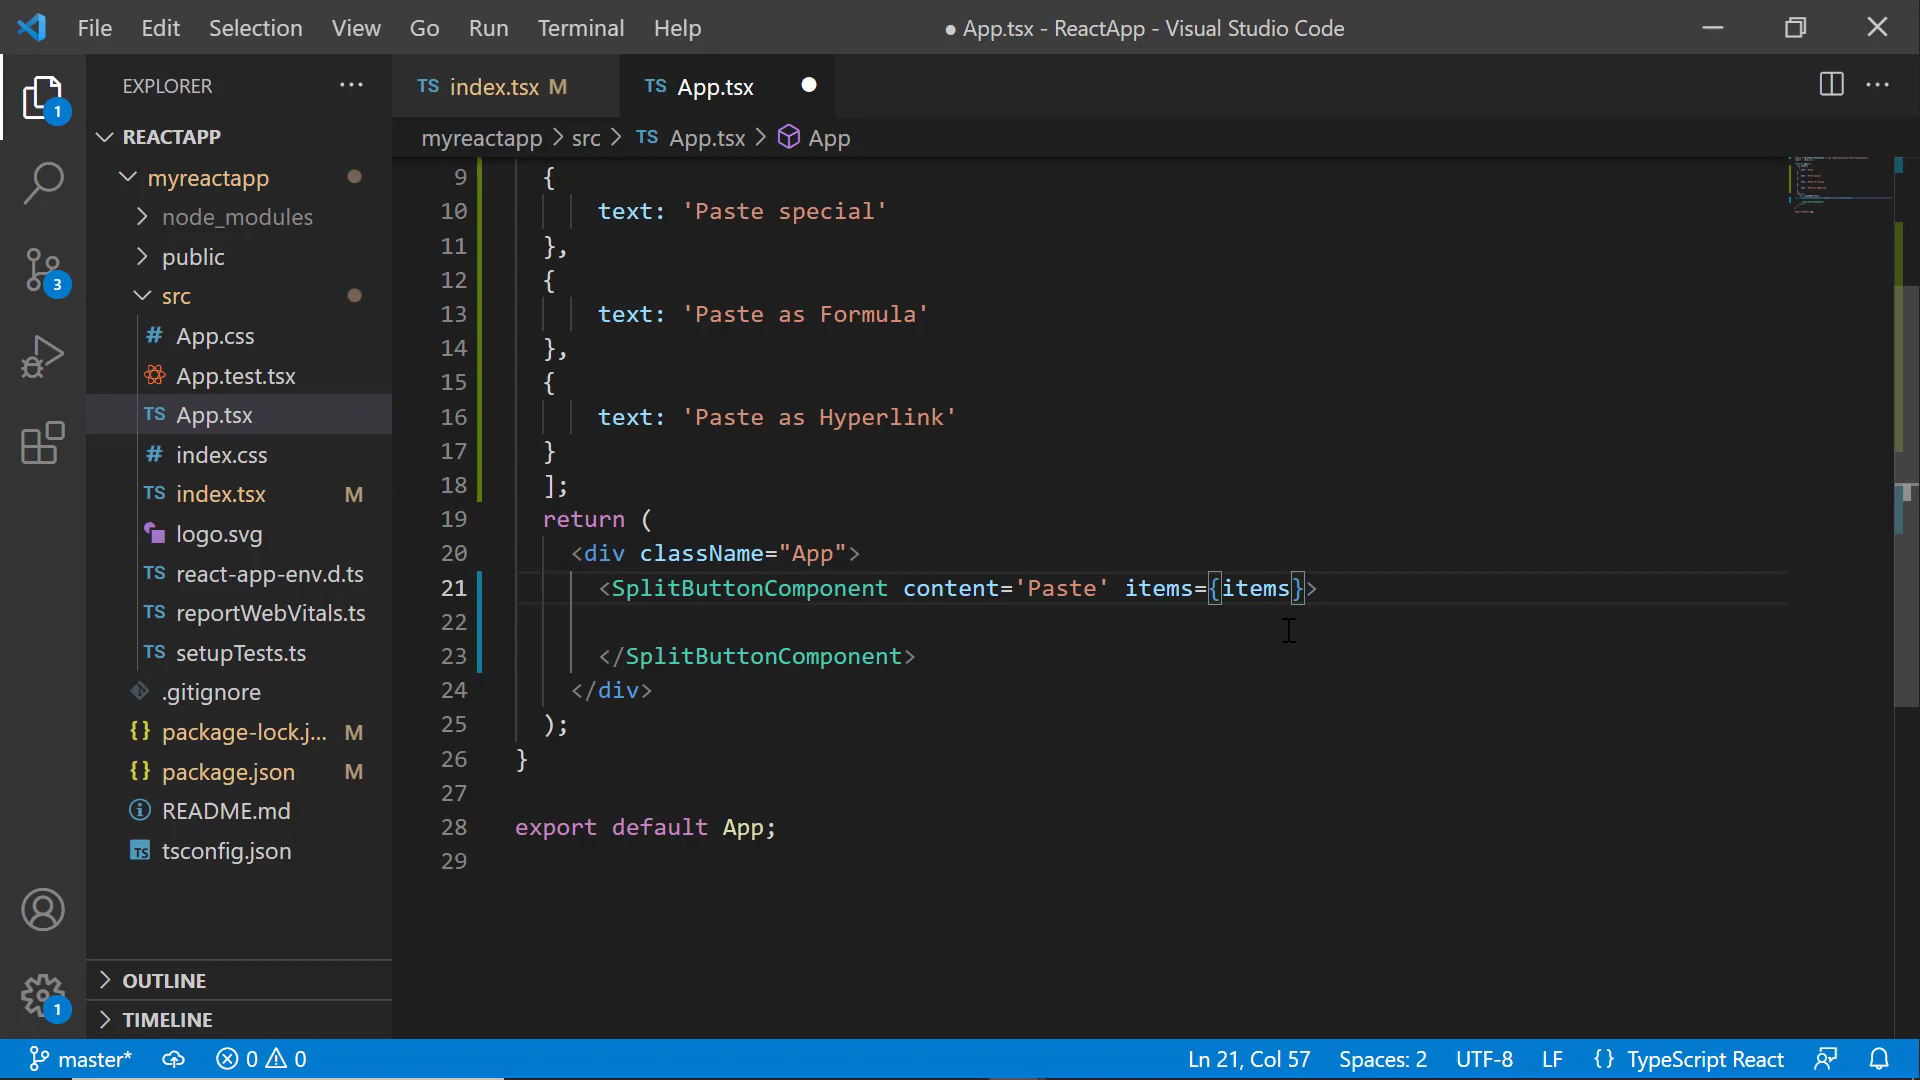 File Edit Selection View Go Run Terminal Help ● App.tsx - ReactApp - Visual Studio Code
EXPLORER ···
TS index.tsx M
TS App.tsx ●
myreactapp > src > TS App.tsx > App
REACTAPP
myreactapp
node_modules
public
src
# App.css
App.test.tsx
TS App.tsx
# index.css
TS index.tsx M
logo.svg
TS react-app-env.d.ts
TS reportWebVitals.ts
TS setupTests.ts
.gitignore
{} package-lock.j... M
{} package.json M
README.md
TS tsconfig.json
OUTLINE
TIMELINE
1
3
1
9 {
10 text: 'Paste special'
11 },
12 {
13 text: 'Paste as Formula'
14 },
15 {
16 text: 'Paste as Hyperlink'
17 }
18 ];
19 return (
20 <div className="App">
21 <SplitButtonComponent content='Paste' items={items}>
22
23 </SplitButtonComponent>
24 </div>
25 );
26 }
27
28 export default App;
29
master* 0 0 Ln 21, Col 57 Spaces: 2 UTF-8 LF {} TypeScript React